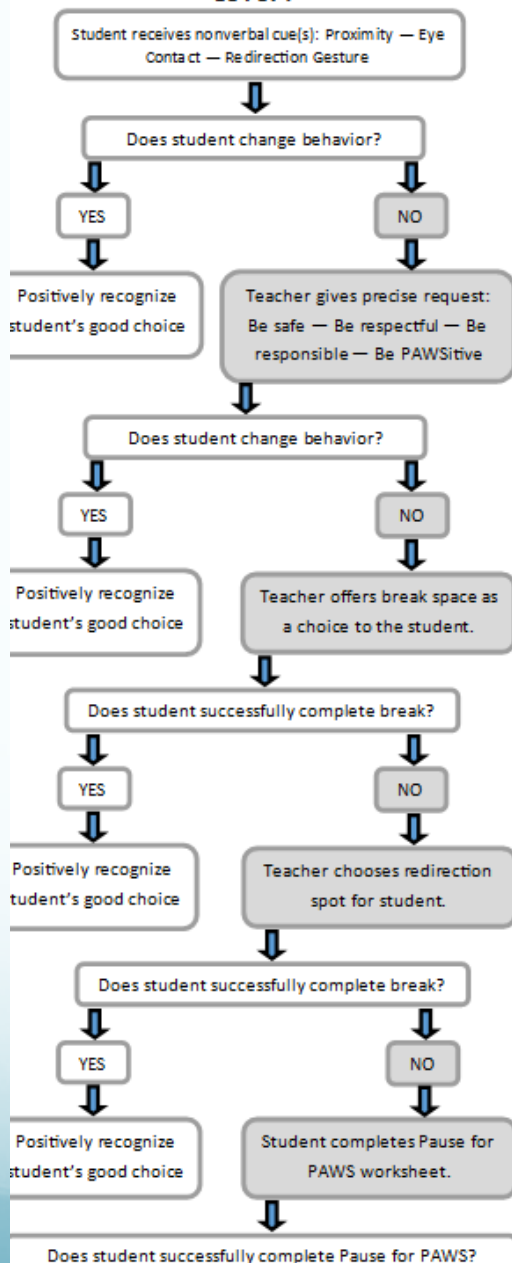 Student receives nonverbal cue(s): Proximity — Eye
Contact — Redirection Gesture
Does student change behavior?
YES
NO
Positively recognize
student's good choice
Teacher gives precise request:
Be safe — Be respectful — Be
responsible — Be PAWSitive
Does student change behavior?
YES
NO
Positively recognize
student's good choice
Teacher offers break space as
a choice to the student.
Does student successfully complete break?
YES
NO
Positively recognize
student's good choice
Teacher chooses redirection
spot for student.
Does student successfully complete break?
YES
NO
Positively recognize
student's good choice
Student completes Pause for
PAWS worksheet.
Does student successfully complete Pause for PAWS?